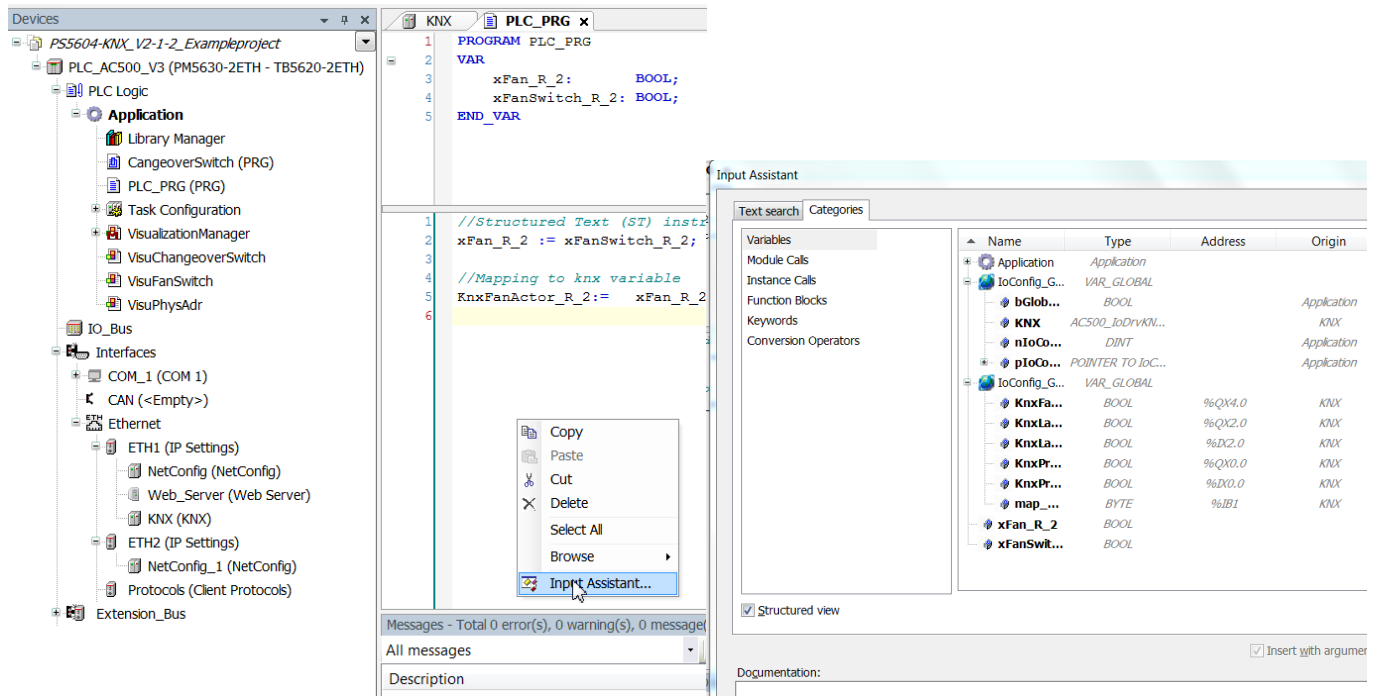 Devices
PS5604-KNX_V2-1-2_Exampleproject
PLC_AC500_V3 (PM5630-2ETH - TB5620-2ETH)
PLC Logic
Application
Library Manager
CangeoverSwitch (PRG)
PLC_PRG (PRG)
Task Configuration
VisualizationManager
VisuChangeoverSwitch
VisuFanSwitch
VisuPhysAdr
IO_Bus
Interfaces
COM_1 (COM 1)
CAN (<Empty>)
Ethernet
ETH1 (IP Settings)
NetConfig (NetConfig)
Web_Server (Web Server)
KNX (KNX)
ETH2 (IP Settings)
NetConfig_1 (NetConfig)
Protocols (Client Protocols)
Extension_Bus
KNX PLC_PRG
1 PROGRAM PLC_PRG
2 VAR
3 xFan_R_2: BOOL;
4 xFanSwitch_R_2: BOOL;
5 END_VAR
1 //Structured Text (ST) instr
2 xFan_R_2 := xFanSwitch_R_2;
3
4 //Mapping to knx variable
5 KnxFanActor_R_2:= xFan_R_2
6
Copy
Paste
Cut
Delete
Select All
Browse
Input Assistant...
Messages - Total 0 error(s), 0 warning(s), 0 message(
All messages
Description
Input Assistant
Text search Categories
Variables
Module Calls
Instance Calls
Function Blocks
Keywords
Conversion Operators
Name Type Address Origin
Application Application
IoConfig_G... VAR_GLOBAL
bGlob... BOOL Application
KNX AC500_IoDrvKN... KNX
nIoCo... DINT Application
pIoCo... POINTER TO IoC... Application
IoConfig_G... VAR_GLOBAL
KnxFa... BOOL %QX4.0 KNX
KnxLa... BOOL %QX2.0 KNX
KnxLa... BOOL %IX2.0 KNX
KnxPr... BOOL %QX0.0 KNX
KnxPr... BOOL %IX0.0 KNX
map_... BYTE %IB1 KNX
xFan_R_2 BOOL
xFanSwit... BOOL
Structured view
Insert with argumer
Documentation: